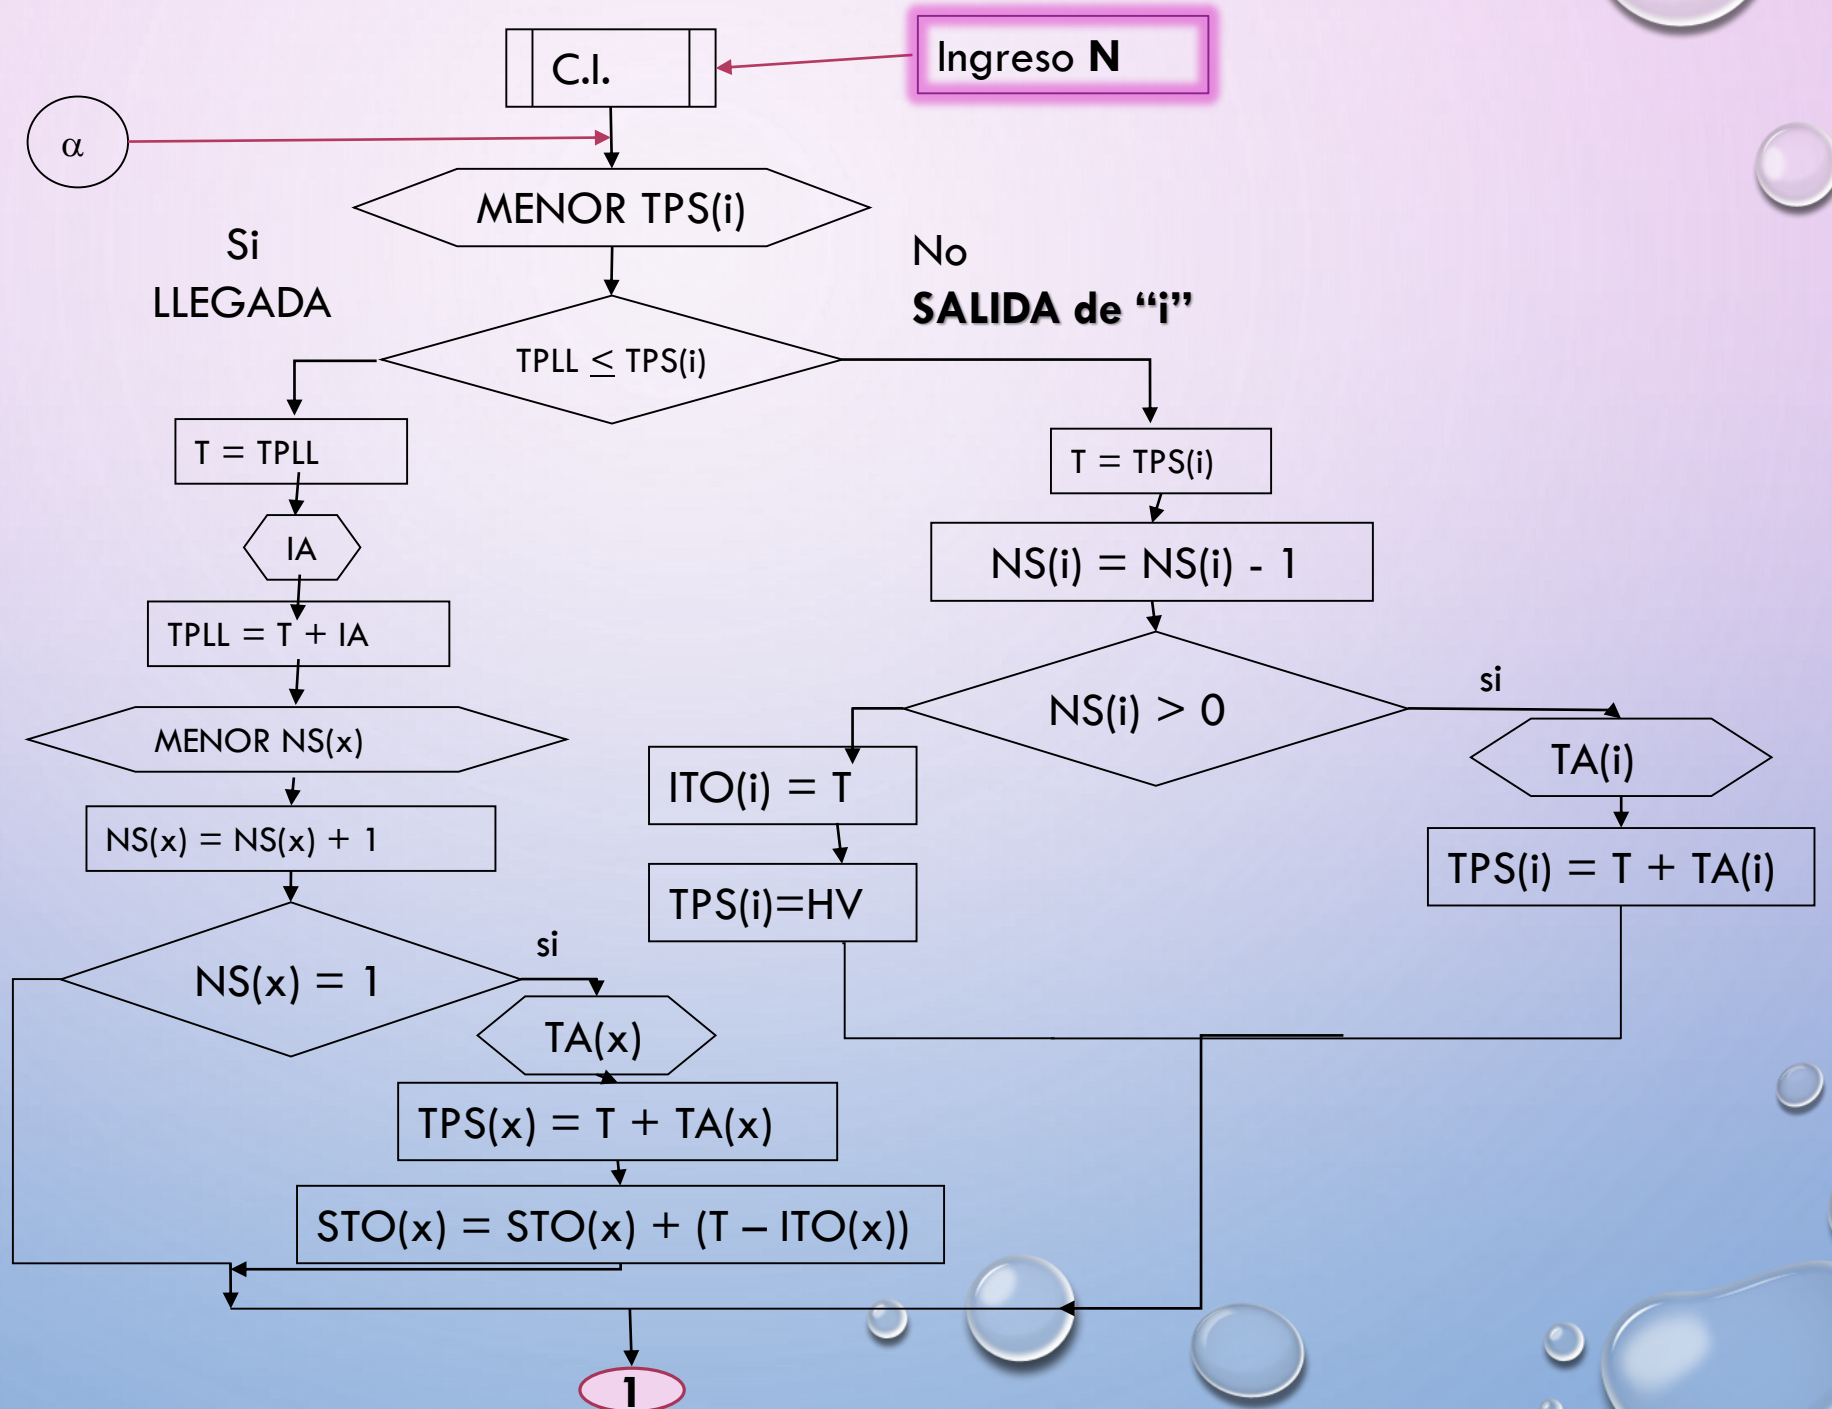 C.I.
Ingreso N
α
MENOR TPS(i)
Si
LLEGADA
No
SALIDA de “i”
TPLL ≤ TPS(i)
T = TPLL
IA
TPLL = T + IA
MENOR NS(x)
NS(x) = NS(x) + 1
NS(x) = 1
si
TA(x)
TPS(x) = T + TA(x)
STO(x) = STO(x) + (T – ITO(x))
T = TPS(i)
NS(i) = NS(i) - 1
NS(i) > 0
si
ITO(i) = T
TPS(i)=HV
TA(i)
TPS(i) = T + TA(i)
1